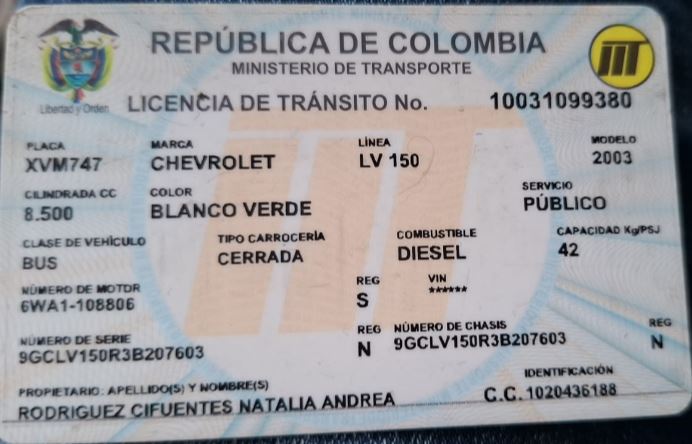 REPÚBLICA DE COLOMBIA
MINISTERIO DE TRANSPORTE
Libertad y Orden
LICENCIA DE TRÁNSITO No. 10031099380
PLACA MARCA LÍNEA MODELO
XVM747 CHEVROLET LV 150 2003
CILINDRADA CC COLOR SERVICIO
8.500 BLANCO VERDE PÚBLICO
CLASE DE VEHÍCULO TIPO CARROCERÍA COMBUSTIBLE CAPACIDAD Kg/PSJ
BUS CERRADA DIESEL 42
NÚMERO DE MOTOR REG VIN
6WA1-108806 S ******
NÚMERO DE SERIE REG NÚMERO DE CHASIS REG
9GCLV150R3B207603 N 9GCLV150R3B207603 N
PROPIETARIO: APELLIDO(S) Y NOMBRE(S) IDENTIFICACIÓN
RODRIGUEZ CIFUENTES NATALIA ANDREA C.C. 1020436188